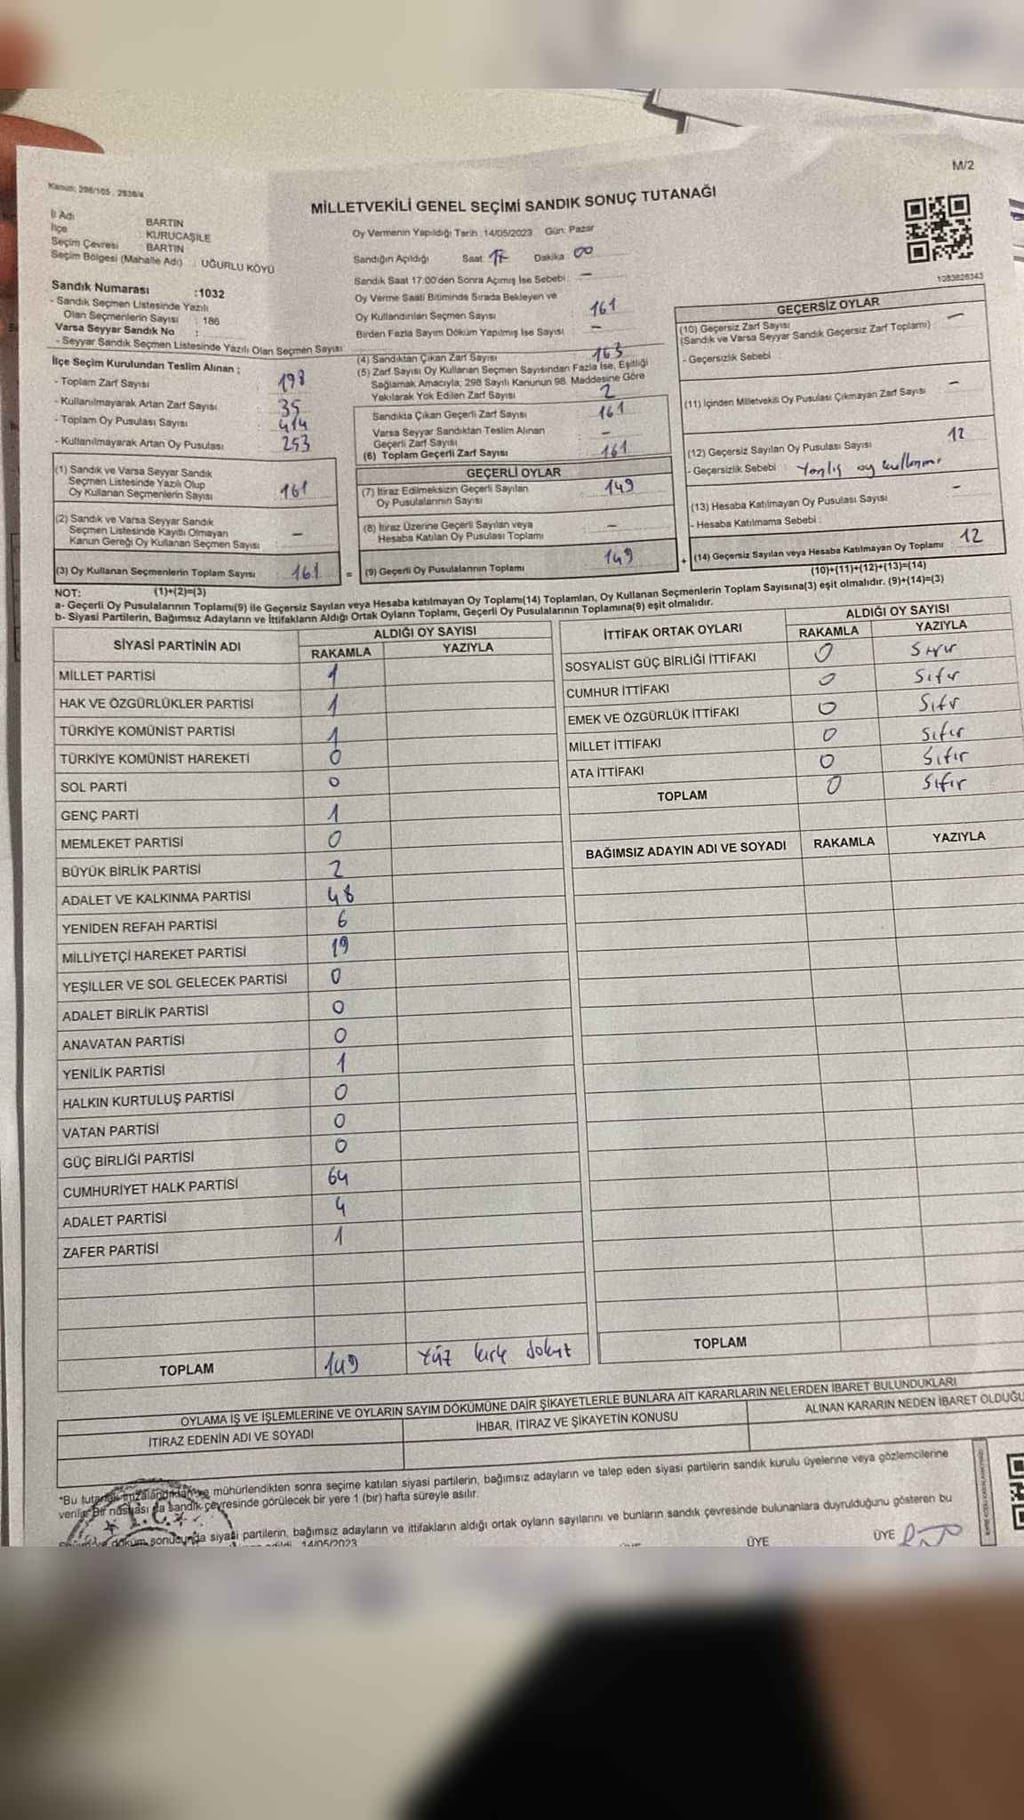 M/2
MİLLETVEKİLİ GENEL SEÇİMİ SANDIK SONUÇ TUTANAĞI
İl Adı BARTIN
İlçe : KURUCAŞİLE
Seçim Çevresi BARTIN
Seçim Bölgesi (Mahalle Adı) : UĞURLU KÖYÜ
Sandık Numarası :1032
- Sandık Seçmen Listesinde Yazılı
Olan Seçmenlerin Sayısı : 186
Varsa Seyyar Sandık No :
- Seyyar Sandık Seçmen Listesinde Yazılı Olan Seçmen Sayısı
Oy Vermenin Yapıldığı Tarih :14/05/2023 Gün: Pazar
Sandığın Açıldığı Saat 17 Dakika 00
Sandık Saat 17:00'den Sonra Açımış İse Sebebi : –
Oy Verme Saati Bitiminde Sırada Bekleyen ve
Oy Kullandırılan Seçmen Sayısı 161
Birden Fazla Sayım Döküm Yapılmış İse Sayısı –
İlçe Seçim Kurulundan Teslim Alınan ;
- Toplam Zarf Sayısı 198
- Kullanılmayarak Artan Zarf Sayısı 35
- Toplam Oy Pusulası Sayısı : 414
- Kullanılmayarak Artan Oy Pusulası 253
(1) Sandık ve Varsa Seyyar Sandık
Seçmen Listesinde Yazılı Olup
Oy Kullanan Seçmenlerin Sayısı 161
(2) Sandık ve Varsa Seyyar Sandık
Seçmen Listesinde Kayıtlı Olmayan
Kanun Gereği Oy Kullanan Seçmen Sayısı –
(3) Oy Kullanan Seçmenlerin Toplam Sayısı 161 =
(4) Sandıktan Çıkan Zarf Sayısı 163
(5) Zarf Sayısı Oy Kullanan Seçmen Sayısından Fazla İse, Eşitliği
Sağlamak Amacıyla; 298 Sayılı Kanunun 98. Maddesine Göre
Yakılarak Yok Edilen Zarf Sayısı 2
Sandıkta Çıkan Geçerli Zarf Sayısı 161
Varsa Seyyar Sandıktan Teslim Alınan
Geçerli Zarf Sayısı –
(6) Toplam Geçerli Zarf Sayısı 161
GEÇERLİ OYLAR
(7) İtiraz Edilmeksizin Geçerli Sayılan
Oy Pusulalarının Sayısı 149
(8) İtiraz Üzerine Geçerli Sayılan veya
Hesaba Katılan Oy Pusulası Toplamı –
(9) Geçerli Oy Pusulalarının Toplamı 149 +
1083826343
GEÇERSİZ OYLAR
(10) Geçersiz Zarf Sayısı
(Sandık ve Varsa Seyyar Sandık Geçersiz Zarf Toplamı) –
- Geçersizlik Sebebi
(11) İçinden Milletvekili Oy Pusulası Çıkmayan Zarf Sayısı –
(12) Geçersiz Sayılan Oy Pusulası Sayısı 12
- Geçersizlik Sebebi : Yanlış oy kullanımı
(13) Hesaba Katılmayan Oy Pusulası Sayısı –
- Hesaba Katılmama Sebebi :
(14) Geçersiz Sayılan veya Hesaba Katılmayan Oy Toplamı 12
NOT: (1)+(2)=(3) (10)+(11)+(12)+(13)=(14)
a- Geçerli Oy Pusulalarının Toplamı(9) ile Geçersiz Sayılan veya Hesaba katılmayan Oy Toplamı(14) Toplamları, Oy Kullanan Seçmenlerin Toplam Sayısına(3) eşit olmalıdır. (9)+(14)=(3)
b- Siyasi Partilerin, Bağımsız Adayların ve İttifakların Aldığı Ortak Oyların Toplamı, Geçerli Oy Pusulalarının Toplamına(9) eşit olmalıdır.
SİYASİ PARTİNİN ADI ALDIĞI OY SAYISI
RAKAMLA YAZIYLA
MİLLET PARTİSİ 1
HAK VE ÖZGÜRLÜKLER PARTİSİ 1
TÜRKİYE KOMÜNİST PARTİSİ 1
TÜRKİYE KOMÜNİST HAREKETİ 0
SOL PARTİ 0
GENÇ PARTİ 1
MEMLEKET PARTİSİ 0
BÜYÜK BİRLİK PARTİSİ 2
ADALET VE KALKINMA PARTİSİ 48
YENİDEN REFAH PARTİSİ 6
MİLLİYETÇİ HAREKET PARTİSİ 19
YEŞİLLER VE SOL GELECEK PARTİSİ 0
ADALET BİRLİK PARTİSİ 0
ANAVATAN PARTİSİ 0
YENİLİK PARTİSİ 1
HALKIN KURTULUŞ PARTİSİ 0
VATAN PARTİSİ 0
GÜÇ BİRLİĞİ PARTİSİ 0
CUMHURİYET HALK PARTİSİ 64
ADALET PARTİSİ 4
ZAFER PARTİSİ 1
TOPLAM 149 Yüz kırk dokuz
İTTİFAK ORTAK OYLARI ALDIĞI OY SAYISI
RAKAMLA YAZIYLA
SOSYALİST GÜÇ BİRLİĞİ İTTİFAKI 0 Sıfır
CUMHUR İTTİFAKI 0 Sıfır
EMEK VE ÖZGÜRLÜK İTTİFAKI 0 Sıfır
MİLLET İTTİFAKI 0 Sıfır
ATA İTTİFAKI 0 Sıfır
TOPLAM 0 Sıfır
BAĞIMSIZ ADAYIN ADI VE SOYADI RAKAMLA YAZIYLA
TOPLAM
OYLAMA İŞ VE İŞLEMLERİNE VE OYLARIN SAYIM DÖKÜMÜNE DAİR ŞİKAYETLERLE BUNLARA AİT KARARLARIN NELERDEN İBARET BULUNDUKLARI
İTİRAZ EDENİN ADI VE SOYADI İHBAR, İTİRAZ VE ŞİKAYETİN KONUSU ALINAN KARARIN NEDEN İBARET OLDUĞU
*Bu mühürlendikten sonra seçime katılan siyasi partilerin, bağımsız adayların ve talep eden siyasi partilerin sandık kurulu üyelerine veya gözlemcilerine
verilir. Bir nüshası da sandık çevresinde görülecek bir yere 1 (bir) hafta süreyle asılır.
T.C.
döküm sonucunda siyasi partilerin, bağımsız adayların ve ittifakların aldığı ortak oyların sayılarını ve bunların sandık çevresinde bulunanlara duyrulduğunu gösteren bu
14/05/2023
ÜYE ÜYE